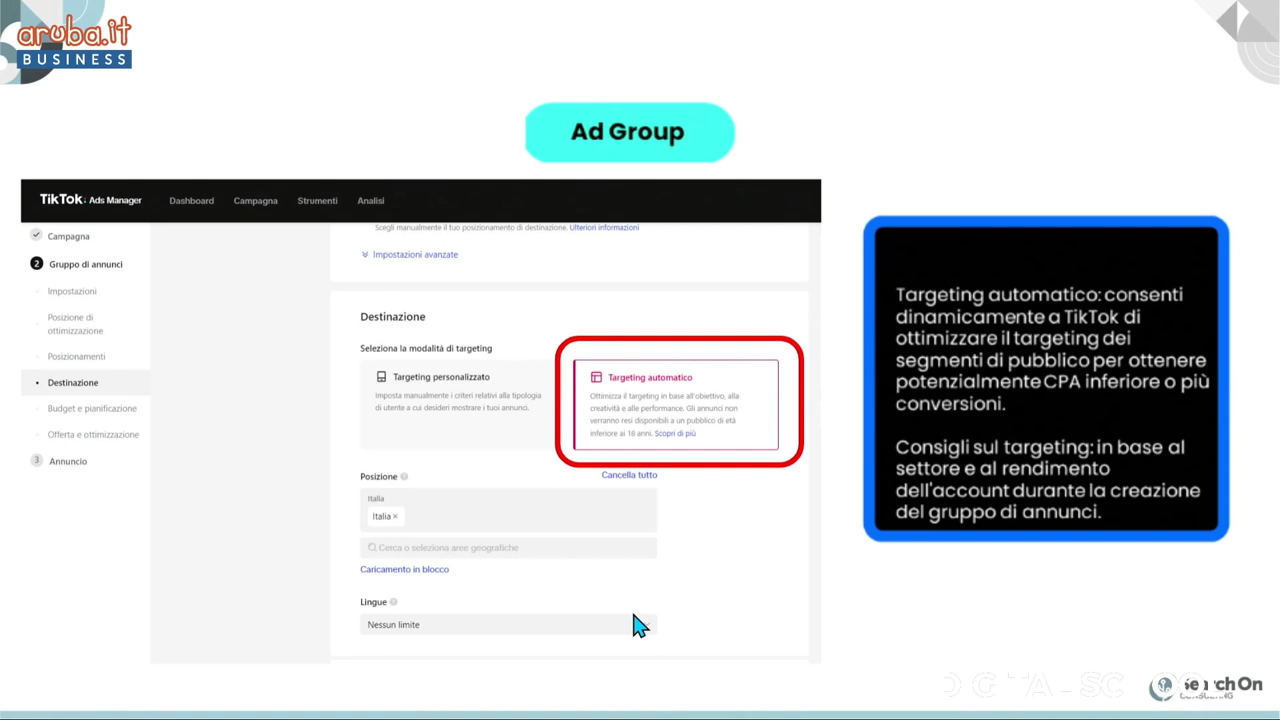 aruba.it
BUSINESS
Ad Group
TikTok: Ads Manager
Dashboard
Campagna
Strumenti
Analisi
Campagna
2 Gruppo di annunci
Impostazioni
Posizione di
ottimizzazione
Posizionamenti
Destinazione
Budget e pianificazione
Offerta e ottimizzazione
3 Annuncio
Scegli manualmente il tuo posizionamento di destinazione. Ulteriori informazioni
Impostazioni avanzate
Destinazione
Seleziona la modalità di targeting
Targeting personalizzato
Imposta manualmente i criteri relativi alla tipologia
di utente a cui desideri mostrare i tuoi annunci.
Targeting automatico
Ottimizza il targeting in base all'obiettivo, alla
creatività e alle performance. Gli annunci non
verranno resi disponibili a un pubblico di età
inferiore ai 18 anni. Scopri di più
Posizione
Cancella tutto
Italia
Italia ×
Cerca o seleziona aree geografiche
Caricamento in blocco
Lingue
Nessun limite
Targeting automatico: consenti
dinamicamente a TikTok di
ottimizzare il targeting dei
segmenti di pubblico per ottenere
potenzialmente CPA inferiore o più
conversioni.
Consigli sul targeting: in base al
settore e al rendimento
dell'account durante la creazione
del gruppo di annunci.
SearchOn
CONSULTING